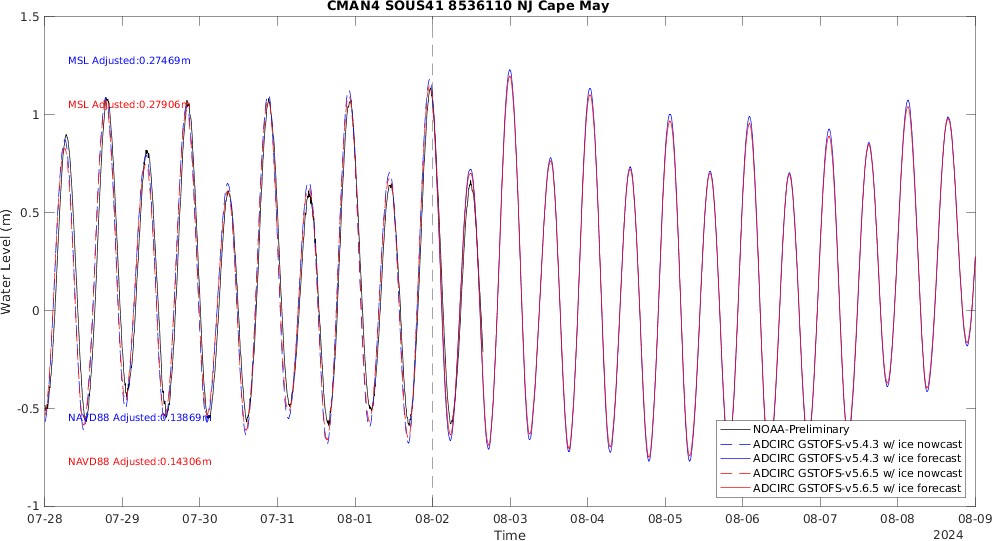 CMAN4 SOUS41 8536110 NJ Cape May
1.5
1
0.5
0
-0.5
-1
Water Level (m)
MSL Adjusted:0.27469m
MSL Adjusted:0.27906m
NAVD88 Adjusted:0.13869m
NAVD88 Adjusted:0.14306m
NOAA-Preliminary
ADCIRC GSTOFS-v5.4.3 w/ ice nowcast
ADCIRC GSTOFS-v5.4.3 w/ ice forecast
ADCIRC GSTOFS-v5.6.5 w/ ice nowcast
ADCIRC GSTOFS-v5.6.5 w/ ice forecast
07-28 07-29 07-30 07-31 08-01 08-02 08-03 08-04 08-05 08-06 08-07 08-08 08-09
Time
2024